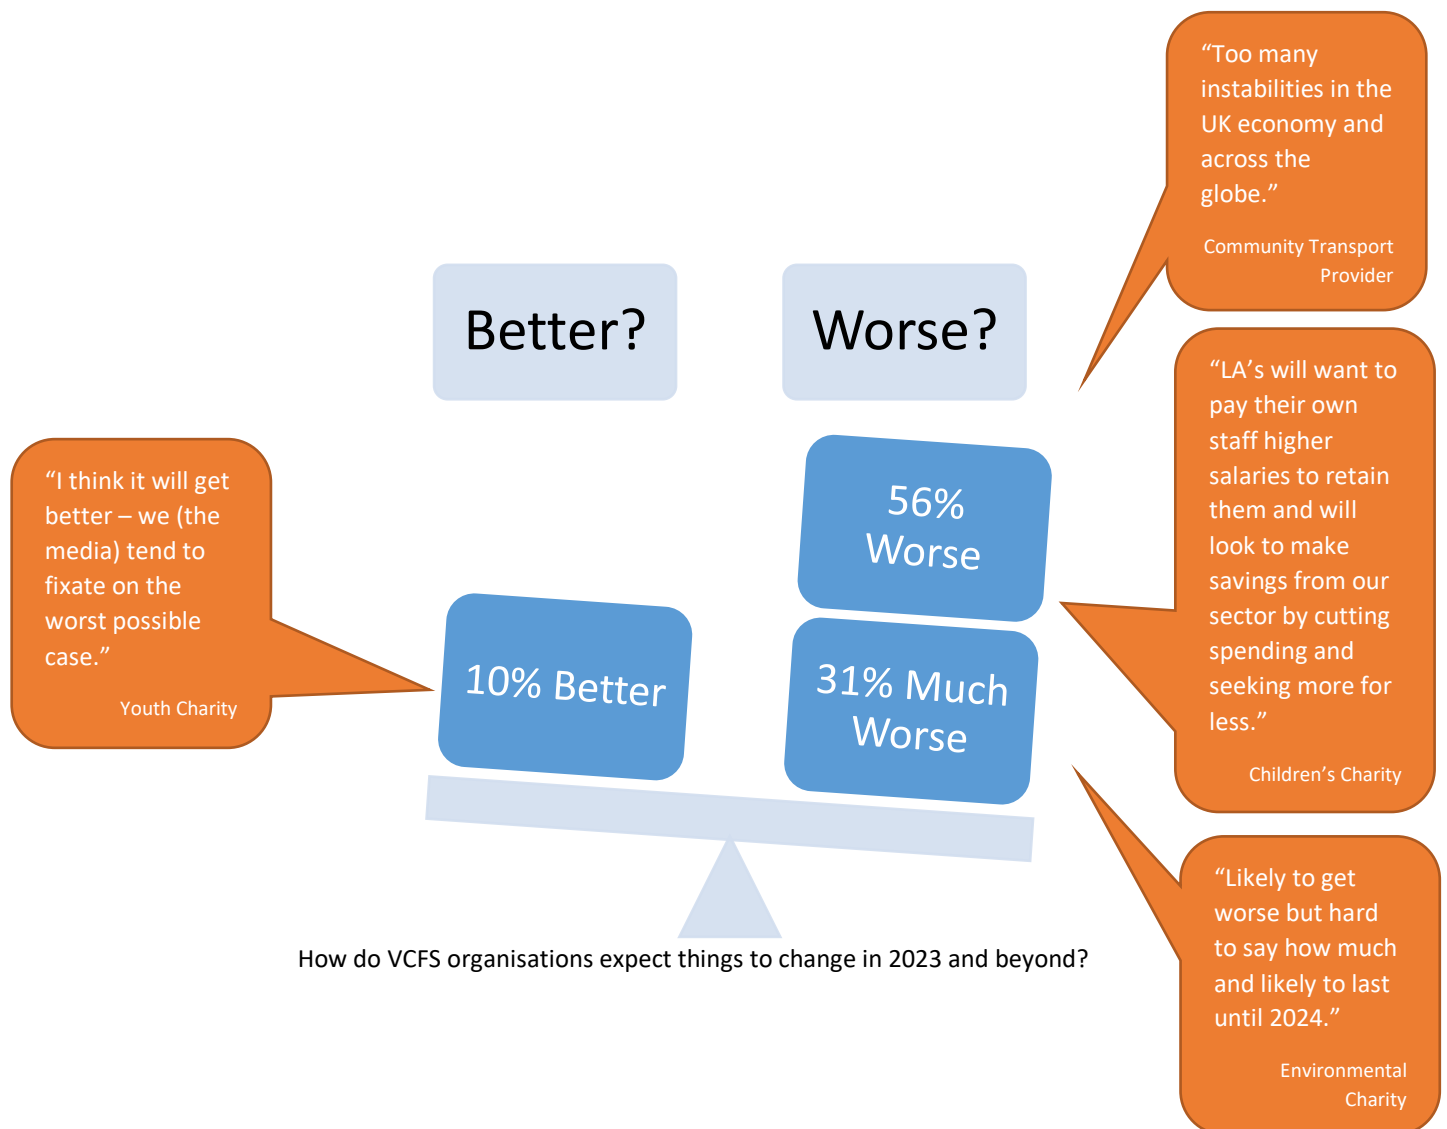 “Too many
instabilities in the
UK economy and
across the
globe.”
Community Transport
Provider
Better?
Worse?
“LA’s will want to
pay their own
staff higher
salaries to retain
them and will
look to make
savings from our
sector by cutting
spending and
seeking more for
less.”
Children’s Charity
“I think it will get
better – we (the
media) tend to
fixate on the
worst possible
case.”
Youth Charity
56%
Worse
10% Better
31% Much
Worse
“Likely to get
worse but hard
to say how much
and likely to last
until 2024.”
Environmental
Charity
How do VCFS organisations expect things to change in 2023 and beyond?